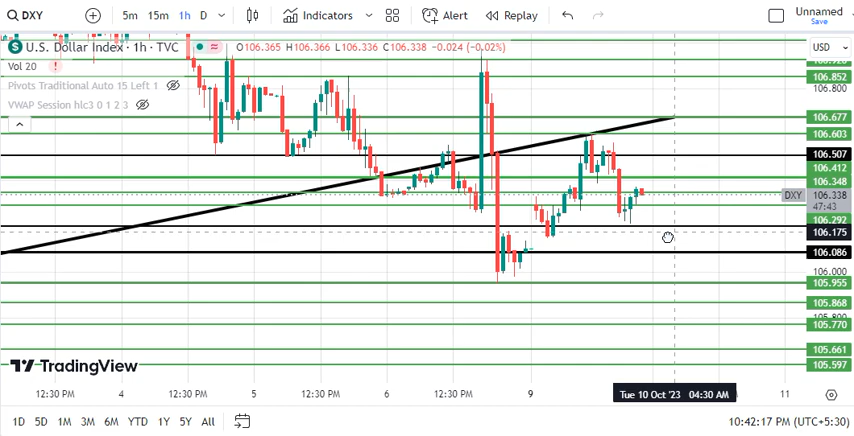 DXY 5m 15m 1h D Indicators Alert Replay Unnamed
Save
U.S. Dollar Index · 1h · TVC O106.365 H106.366 L106.336 C106.338 −0.024 (−0.02%) USD
Vol 20
Pivots Traditional Auto 15 Left 1
VWAP Session hlc3 0 1 2 3
106.852
106.800
106.677
106.603
106.507
106.412
106.348
DXY 106.338
47:43
106.292
106.175
106.086
106.000
105.955
105.868
105.770
105.661
105.597
TradingView
12:30 PM 4 12:30 PM 5 12:30 PM 6 12:30 PM 9 Tue 10 Oct '23 04:30 AM 11
1D 5D 1M 3M 6M YTD 1Y 5Y All 10:42:17 PM (UTC+5:30)